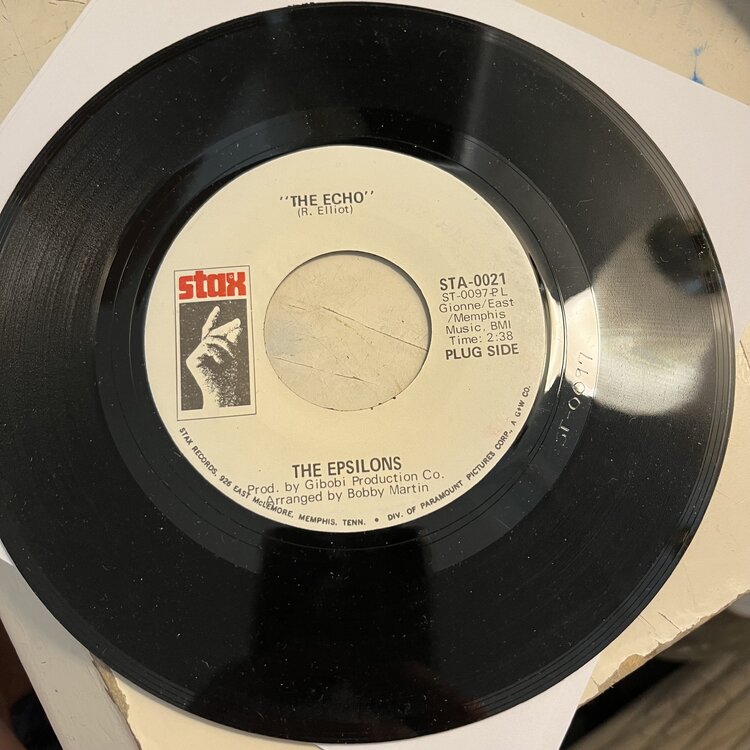 "THE ECHO"
(R. Elliot)
stax
STA-0021
ST-0097-PL
Gionne/East
/Memphis
Music, BMI
Time: 2:38
PLUG SIDE
THE EPSILONS
Prod. by Gibobi Production Co.
Arranged by Bobby Martin
STAX RECORDS, 926 EAST McLEMORE, MEMPHIS, TENN. • DIV. OF PARAMOUNT PICTURES CORP., A G+W CO.